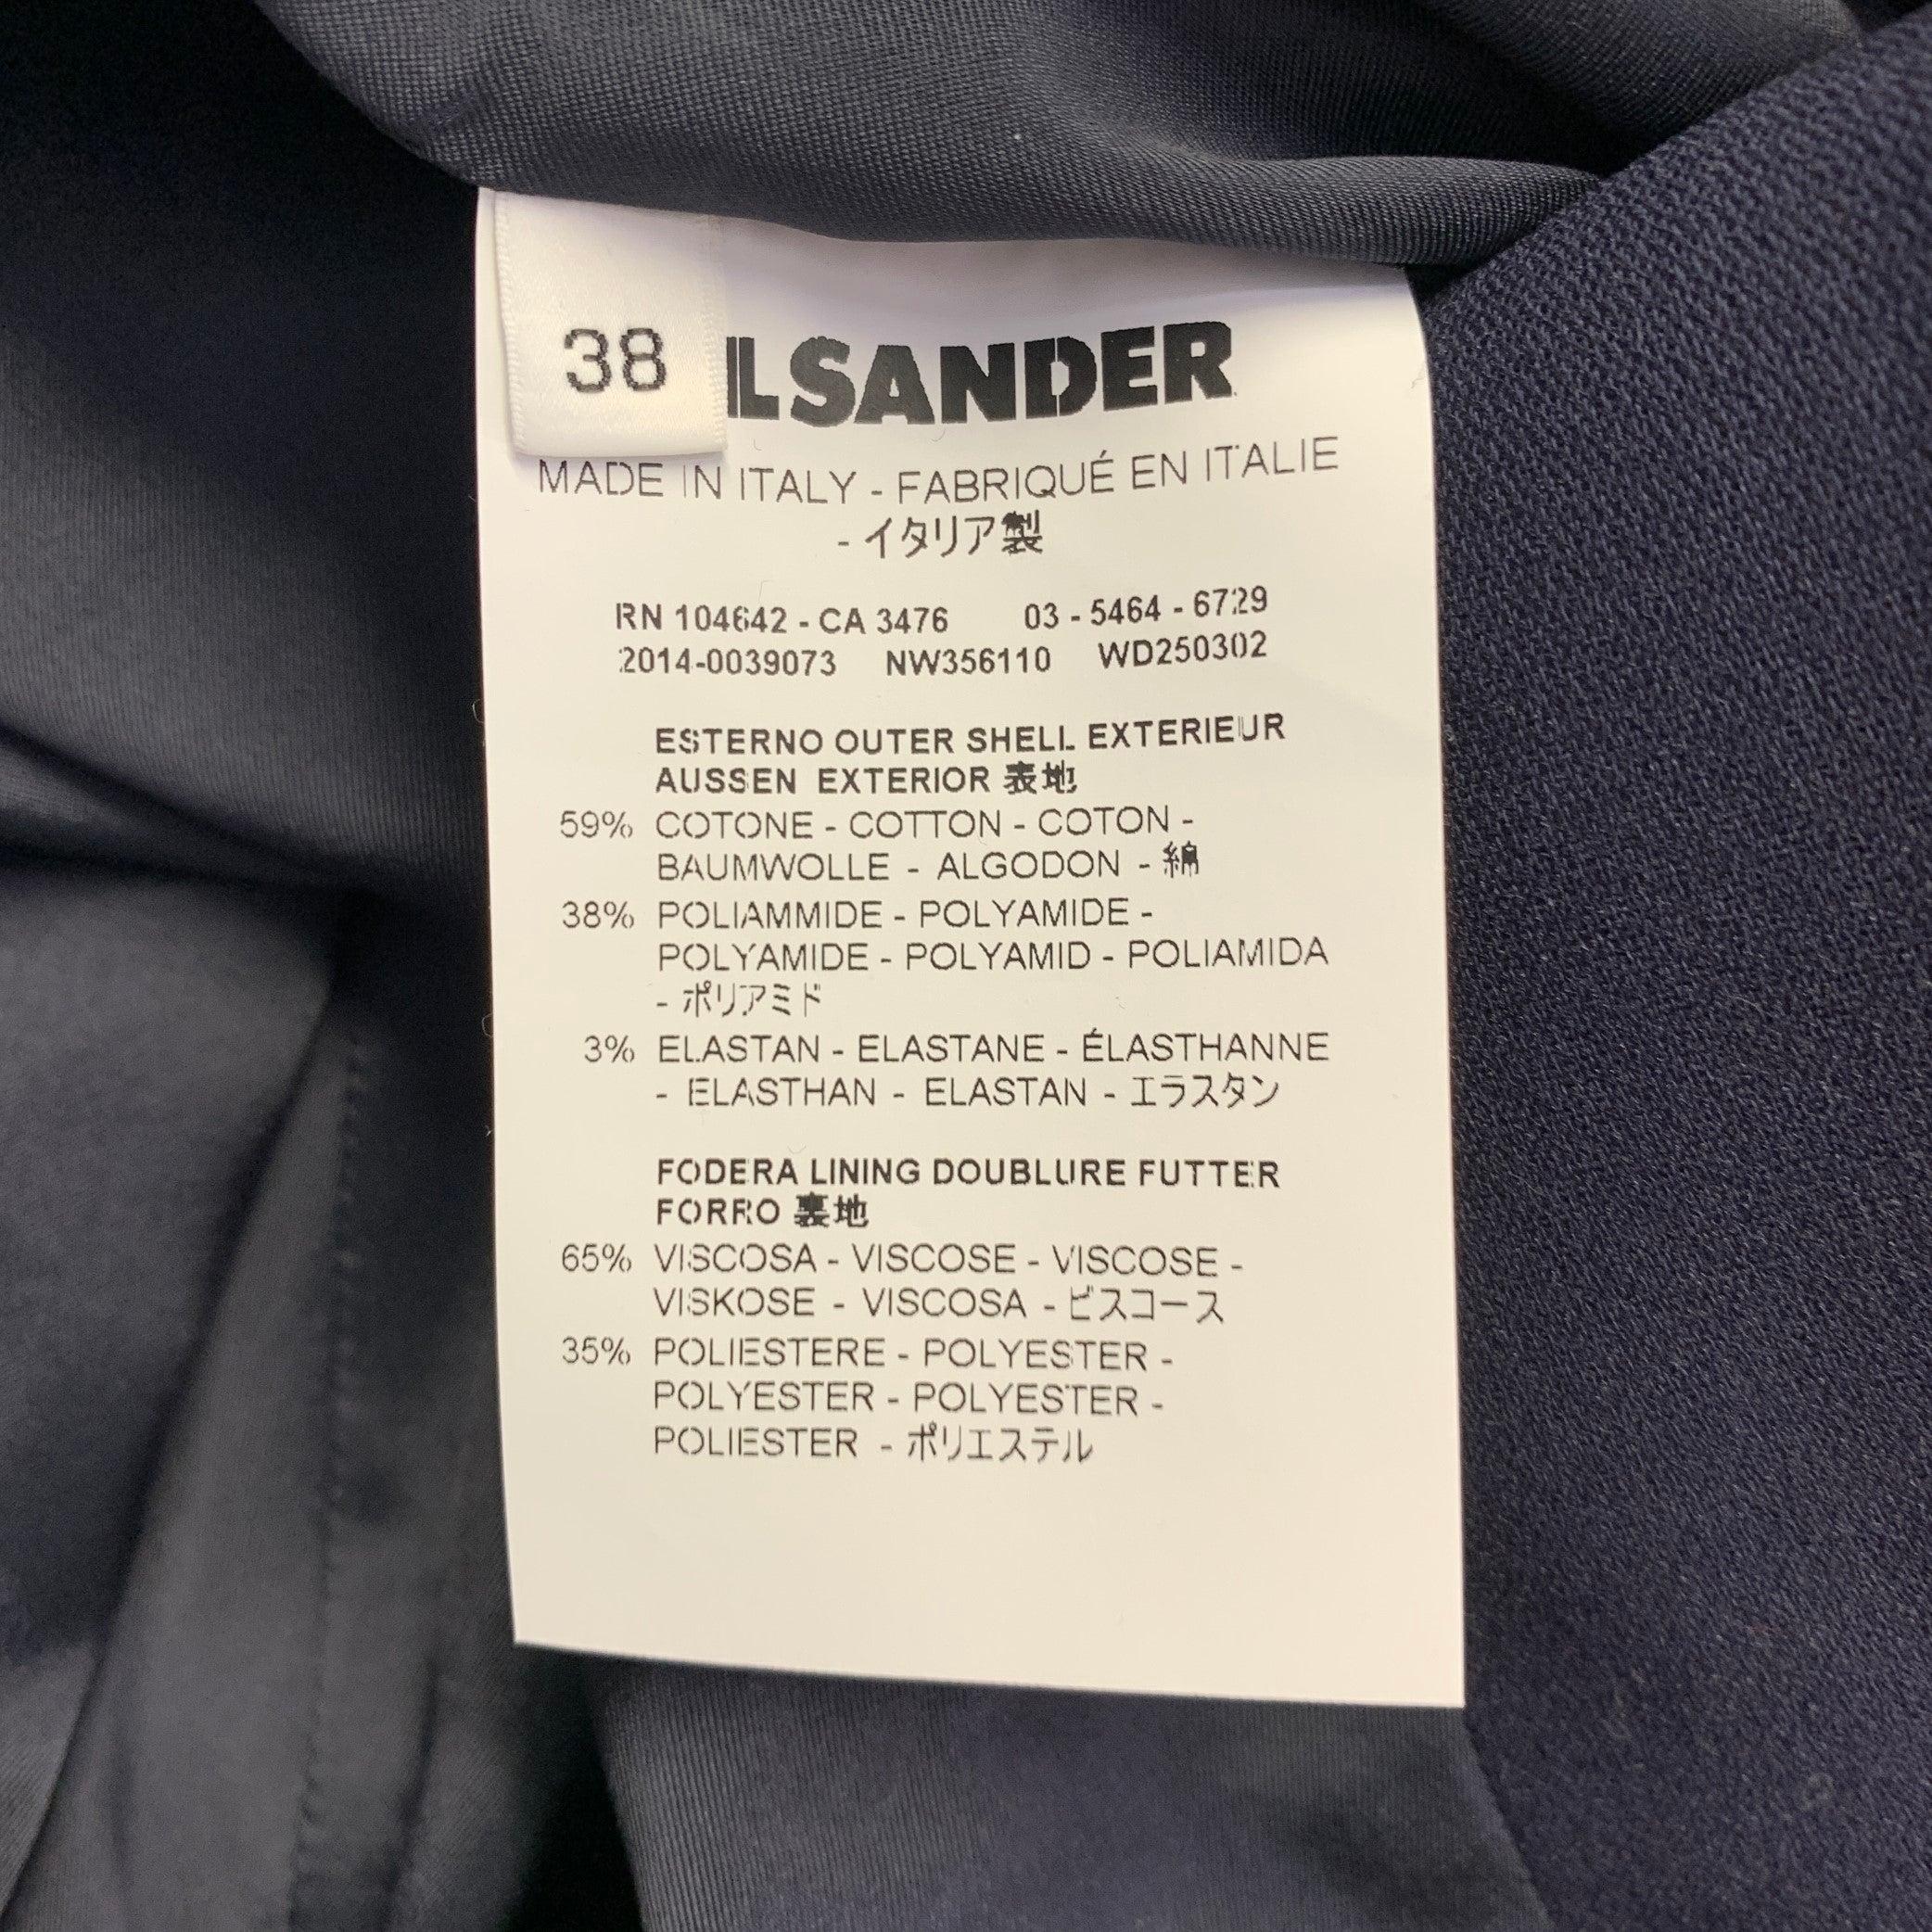 38
ILSANDER
MADE IN ITALY - FABRIQUÉ EN ITALIE
- イタリア製
RN 104642 - CA 3476 03 - 5464 - 6729
2014-0039073 NW356110 WD250302
ESTERNO OUTER SHELL EXTERIEUR
AUSSEN EXTERIOR 表地
59% COTONE - COTTON - COTON -
BAUMWOLLE - ALGODON - 綿
38% POLIAMMIDE - POLYAMIDE -
POLYAMIDE - POLYAMID - POLIAMIDA
- ポリアミド
3% ELASTAN - ELASTANE - ÉLASTHANNE
- ELASTHAN - ELASTAN - エラスタン
FODERA LINING DOUBLURE FUTTER
FORRO 裏地
65% VISCOSA - VISCOSE - VISCOSE -
VISKOSE - VISCOSA - ビスコース
35% POLIESTERE - POLYESTER -
POLYESTER - POLYESTER -
POLIESTER - ポリエステル